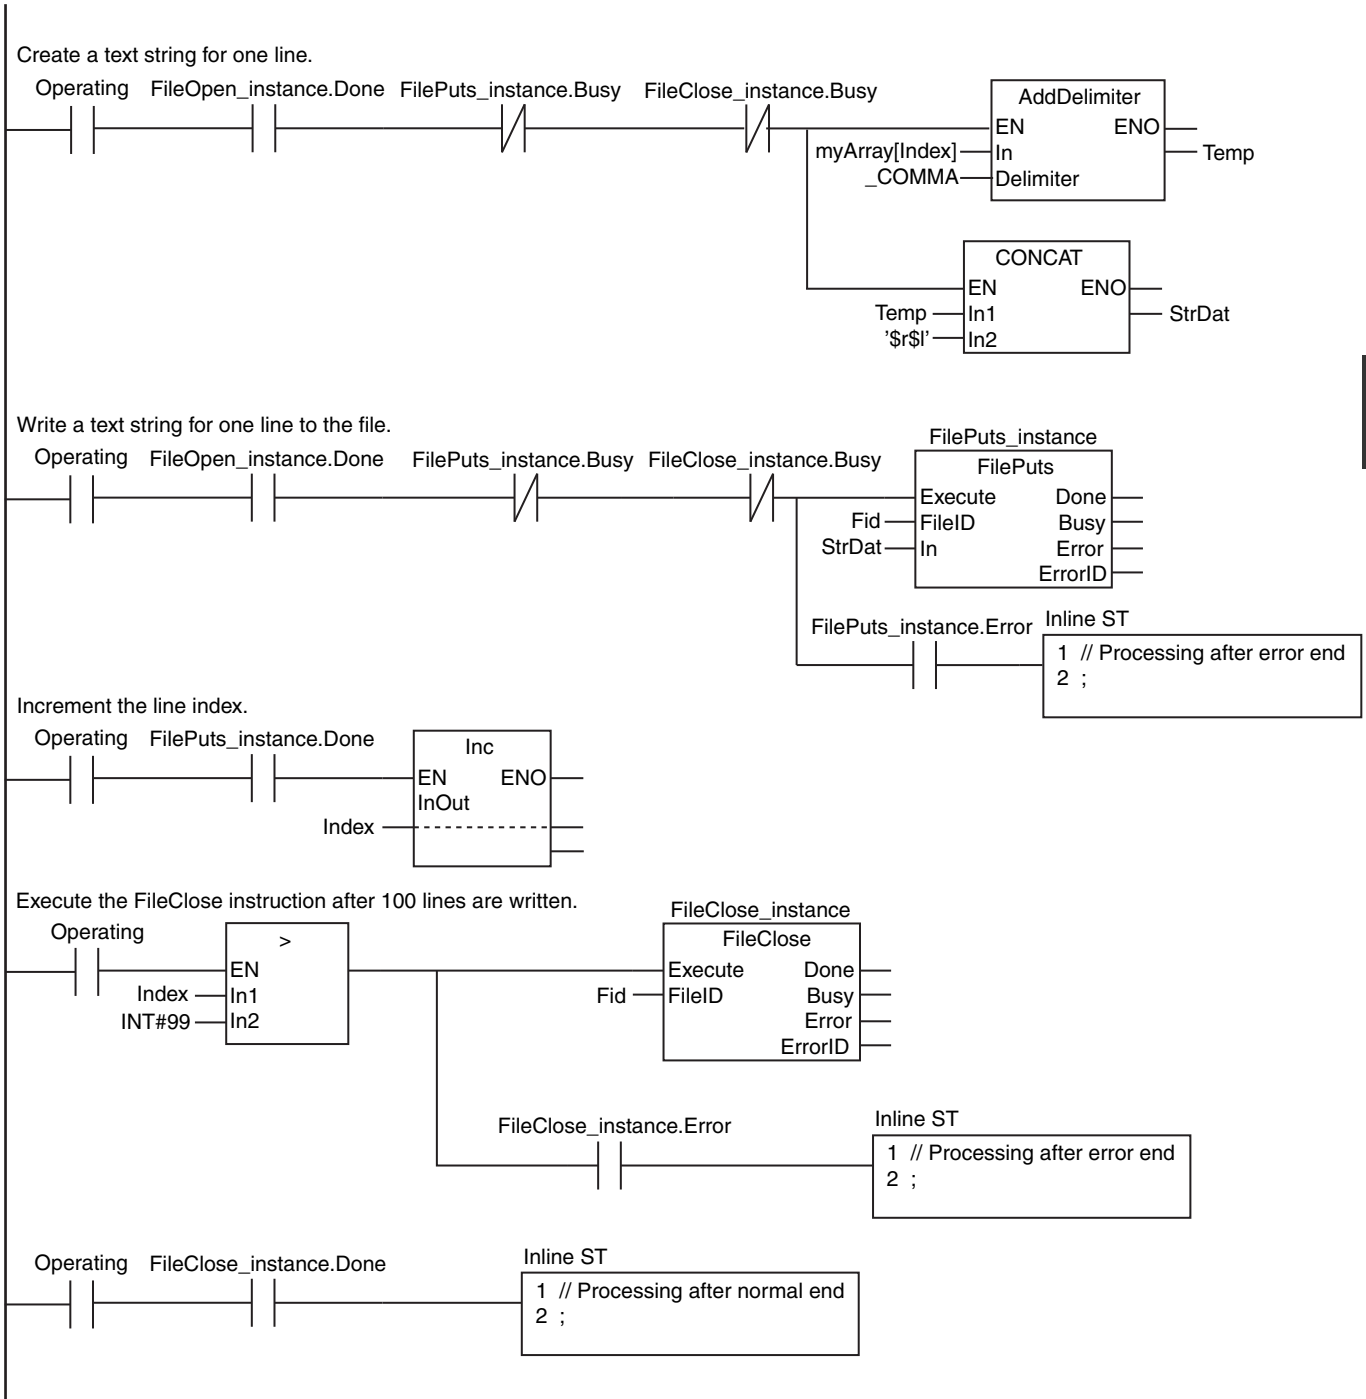 Create a text string for one line.
Operating FileOpen_instance.Done FilePuts_instance.Busy FileClose_instance.Busy
AddDelimiter
EN ENO
myArray[Index] In Temp
_COMMA Delimiter
CONCAT
EN ENO
Temp In1 StrDat
'$r$l' In2
Write a text string for one line to the file.
Operating FileOpen_instance.Done FilePuts_instance.Busy FileClose_instance.Busy
FilePuts_instance
FilePuts
Execute Done
Fid FileID Busy
StrDat In Error
ErrorID
FilePuts_instance.Error
Inline ST
1 // Processing after error end
2 ;
Increment the line index.
Operating FilePuts_instance.Done
Inc
EN ENO
InOut
Index
Execute the FileClose instruction after 100 lines are written.
Operating
>
EN
Index In1
INT#99 In2
FileClose_instance
FileClose
Execute Done
Fid FileID Busy
Error
ErrorID
FileClose_instance.Error
Inline ST
1 // Processing after error end
2 ;
Operating FileClose_instance.Done
Inline ST
1 // Processing after normal end
2 ;